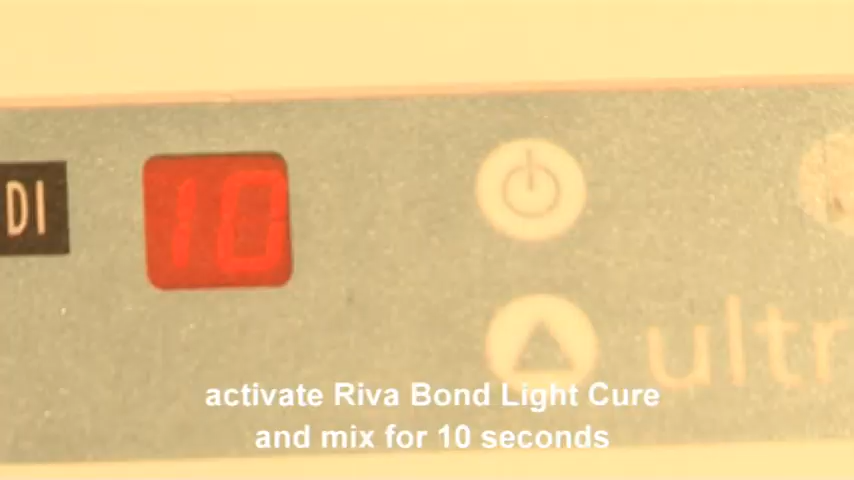 DI
10
ultr
activate Riva Bond Light Cure
and mix for 10 seconds